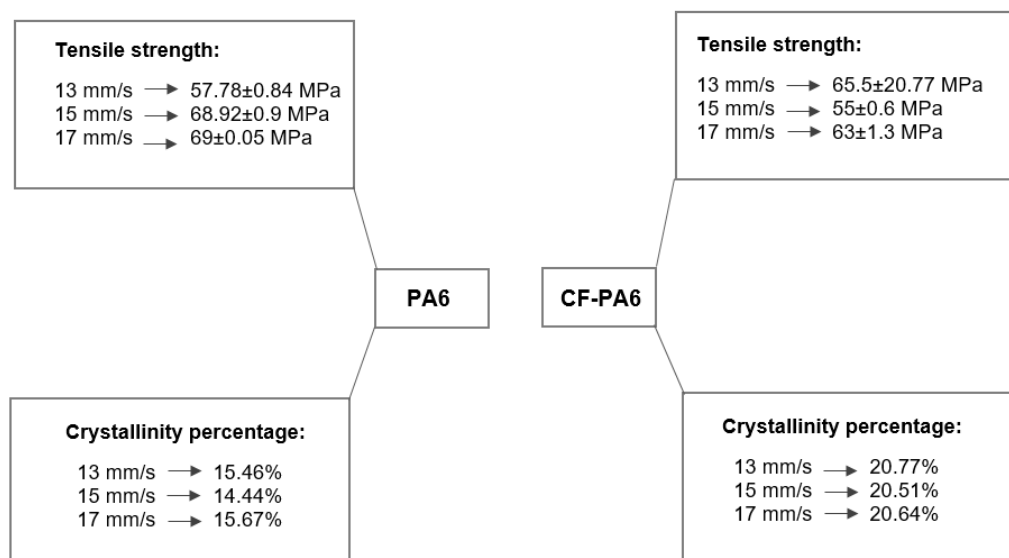 Tensile strength:
13 mm/s → 57.78±0.84 MPa
15 mm/s → 68.92±0.9 MPa
17 mm/s → 69±0.05 MPa
Tensile strength:
13 mm/s → 65.5±20.77 MPa
15 mm/s → 55±0.6 MPa
17 mm/s → 63±1.3 MPa
PA6
CF-PA6
Crystallinity percentage:
13 mm/s → 15.46%
15 mm/s → 14.44%
17 mm/s → 15.67%
Crystallinity percentage:
13 mm/s → 20.77%
15 mm/s → 20.51%
17 mm/s → 20.64%